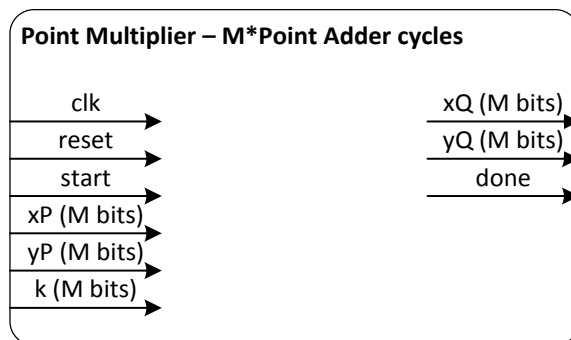 Point Multiplier – M*Point Adder cycles
clk
reset
start
xP (M bits)
yP (M bits)
k (M bits)
xQ (M bits)
yQ (M bits)
done